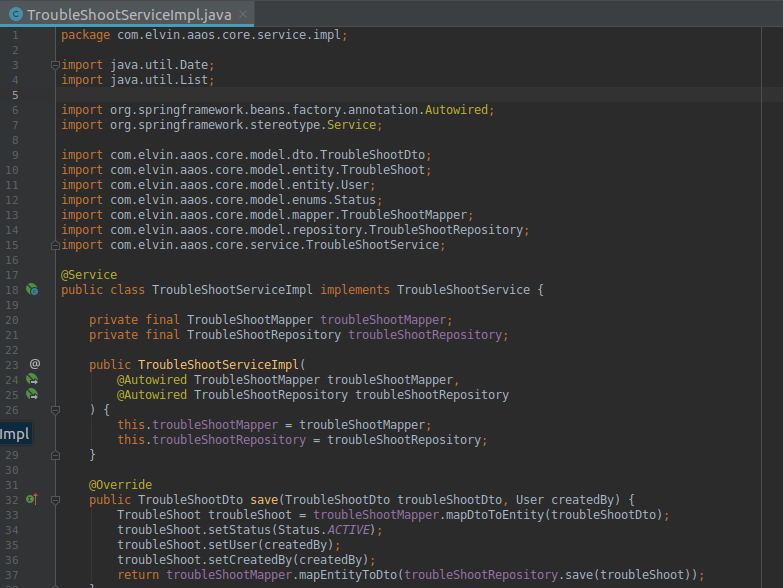 TroubleShootServiceImpl.java
1 package com.elvin.aaos.core.service.impl;
2
3 import java.util.Date;
4 import java.util.List;
5
6 import org.springframework.beans.factory.annotation.Autowired;
7 import org.springframework.stereotype.Service;
8
9 import com.elvin.aaos.core.model.dto.TroubleShootDto;
10 import com.elvin.aaos.core.model.entity.TroubleShoot;
11 import com.elvin.aaos.core.model.entity.User;
12 import com.elvin.aaos.core.model.enums.Status;
13 import com.elvin.aaos.core.model.mapper.TroubleShootMapper;
14 import com.elvin.aaos.core.model.repository.TroubleShootRepository;
15 import com.elvin.aaos.core.service.TroubleShootService;
16
17 @Service
18 public class TroubleShootServiceImpl implements TroubleShootService {
19
20 private final TroubleShootMapper troubleShootMapper;
21 private final TroubleShootRepository troubleShootRepository;
22
23 @ public TroubleShootServiceImpl(
24 @Autowired TroubleShootMapper troubleShootMapper,
25 @Autowired TroubleShootRepository troubleShootRepository
26 ) {
this.troubleShootMapper = troubleShootMapper;
Impl this.troubleShootRepository = troubleShootRepository;
29 }
30
31 @Override
32 public TroubleShootDto save(TroubleShootDto troubleShootDto, User createdBy) {
33 TroubleShoot troubleShoot = troubleShootMapper.mapDtoToEntity(troubleShootDto);
34 troubleShoot.setStatus(Status.ACTIVE);
35 troubleShoot.setUser(createdBy);
36 troubleShoot.setCreatedBy(createdBy);
37 return troubleShootMapper.mapEntityToDto(troubleShootRepository.save(troubleShoot));